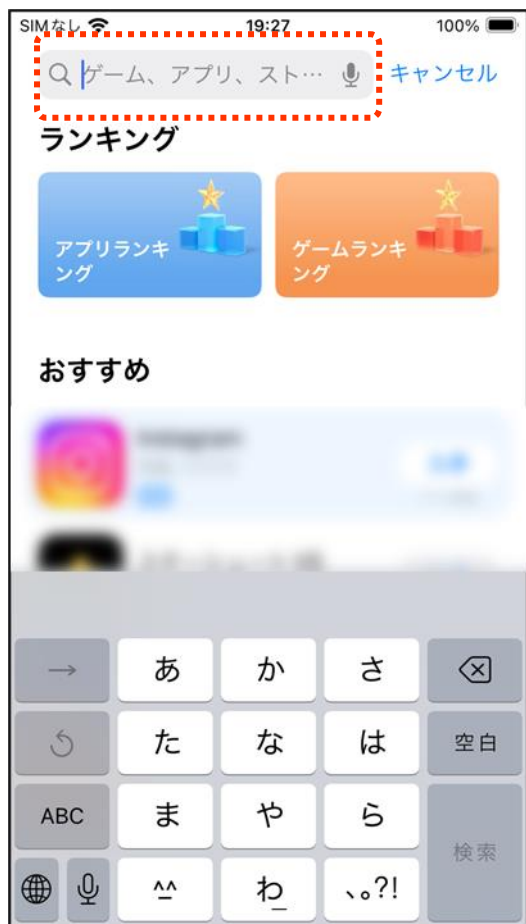 SIMなし 19:27 100%
ゲーム、アプリ、スト… キャンセル
ランキング
アプリランキ
ング
ゲームランキ
ング
おすすめ
→ あ か さ
た な は 空白
ABC ま や ら
検索
^^ わ 、。?!